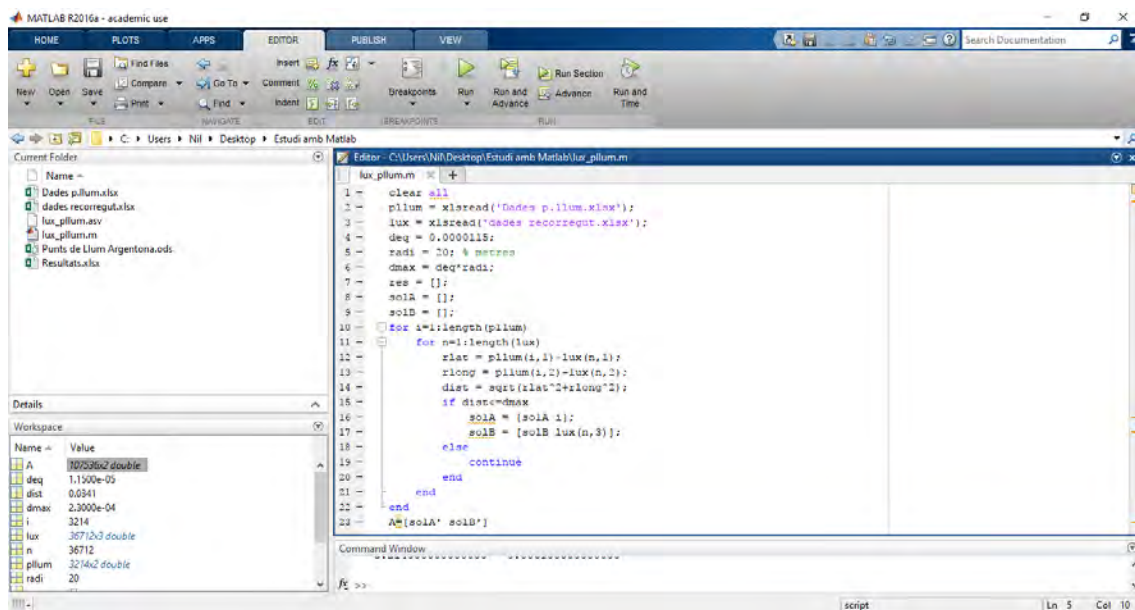 MATLAB R2016a - academic use
HOME PLOTS APPS EDITOR PUBLISH VIEW
Search Documentation
New Open Save
Find Files
Compare
Print
FILE
Go To
Find
NAVIGATE
Insert fx
Comment
Indent
EDIT
Breakpoints
BREAKPOINTS
Run
Run and Advance
Run Section
Advance
Run and Time
RUN
C: Users Nil Desktop Estudi amb Matlab
Current Folder
Name
Dades p.llum.xlsx
dades recorregut.xlsx
lux_pllum.asv
lux_pllum.m
Punts de Llum Argentona.ods
Resultats.xlsx
Details
Workspace
Name Value
A 107536x2 double
deq 1.1500e-05
dist 0.0341
dmax 2.3000e-04
i 3214
lux 36712x3 double
n 36712
pllum 3214x2 double
radi 20
Editor - C:\Users\Nil\Desktop\Estudi amb Matlab\lux_pllum.m
lux_pllum.m
1 clear all
2 pllum = xlsread('Dades p.llum.xlsx');
3 lux = xlsread('dades recorregut.xlsx');
4 deq = 0.0000115;
5 radi = 20; % metres
6 dmax = deq*radi;
7 res = [];
8 solA = [];
9 solB = [];
10 for i=1:length(pllum)
11 for n=1:length(lux)
12 rlat = pllum(i,1)-lux(n,1);
13 rlong = pllum(i,2)-lux(n,2);
14 dist = sqrt(rlat^2+rlong^2);
15 if dist<=dmax
16 solA = [solA i];
17 solB = [solB lux(n,3)];
18 else
19 continue
20 end
21 end
22 end
23 A=[solA' solB']
Command Window
fx >>
script
Ln 5 Col 10